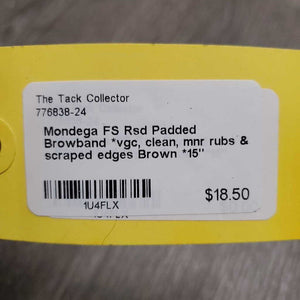 The Tack Collector
776838-24
Mondega FS Rsd Padded
Browband *vgc, clean, mnr rubs &
scraped edges Brown *15"
$18.50
1U4FLX
1U4FLX